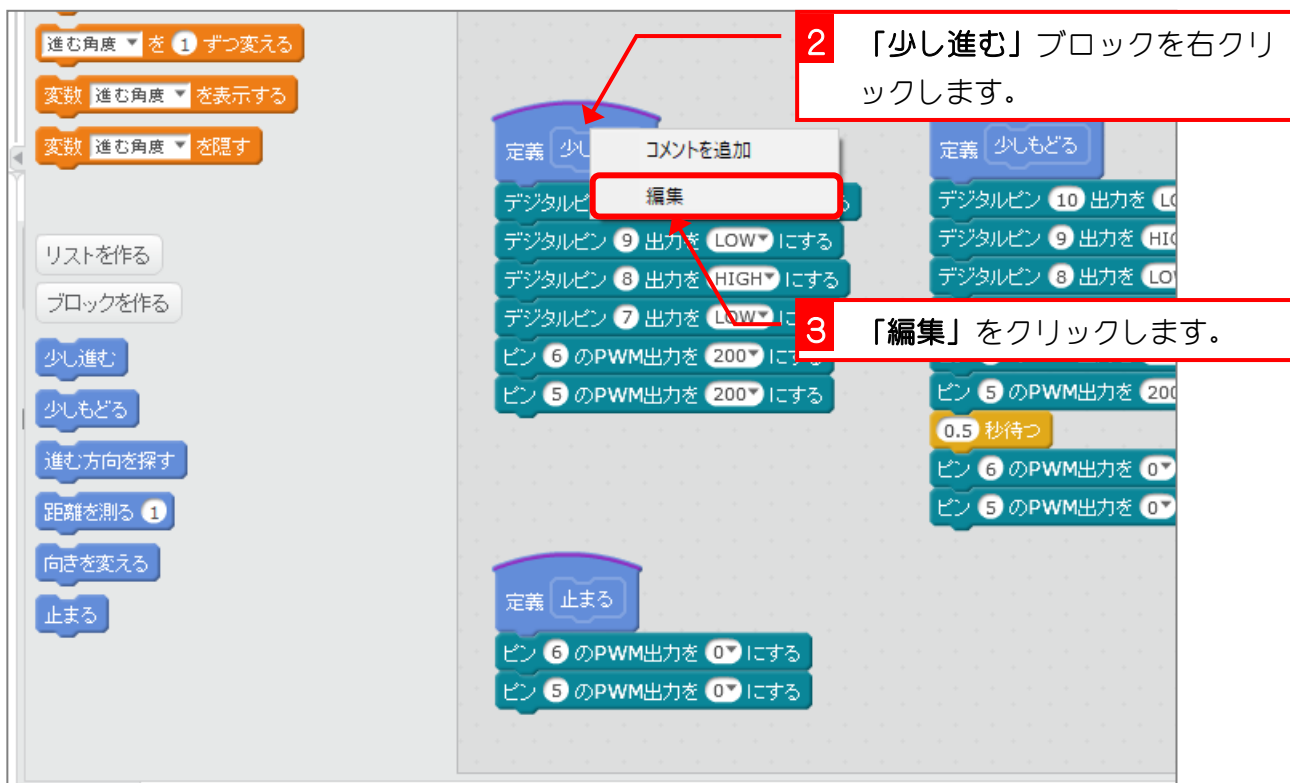 進む角度 を 1 ずつ変える
変数 進む角度 を表示する
変数 進む角度 を隠す
リストを作る
ブロックを作る
少し進む
少しもどる
進む方向を探す
距離を測る 1
向きを変える
止まる
2 「少し進む」ブロックを右クリ
ックします。
定義 少し
コメントを追加
編集
デジタルピ
デジタルピン 9 出力を LOW にする
デジタルピン 8 出力を HIGH にする
デジタルピン 7 出力を LOW に
ピン 6 のPWM出力を 200 にする
ピン 5 のPWM出力を 200 にする
3 「編集」をクリックします。
定義 少しもどる
デジタルピン 10 出力を LO
デジタルピン 9 出力を HIG
デジタルピン 8 出力を LO
ピン 5 のPWM出力を 200
0.5 秒待つ
ピン 6 のPWM出力を 0
ピン 5 のPWM出力を 0
定義 止まる
ピン 6 のPWM出力を 0 にする
ピン 5 のPWM出力を 0 にする